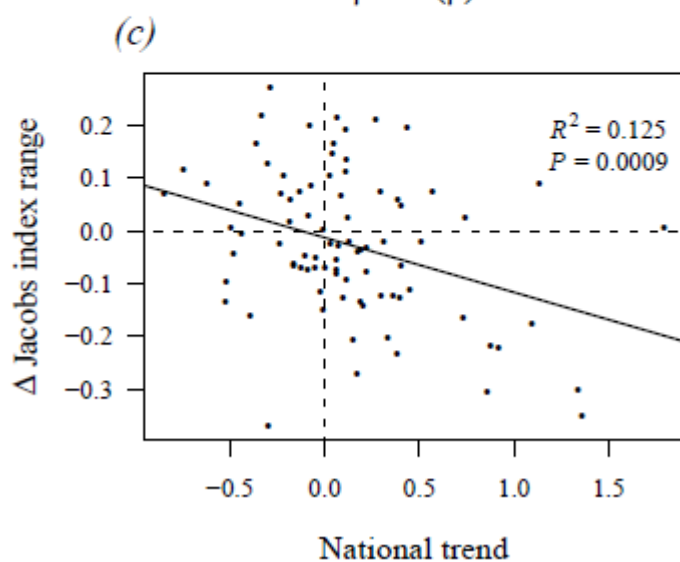 (c)
R² = 0.125
P = 0.0009
Δ Jacobs index range
0.2
0.1
0.0
−0.1
−0.2
−0.3
−0.5 0.0 0.5 1.0 1.5
National trend